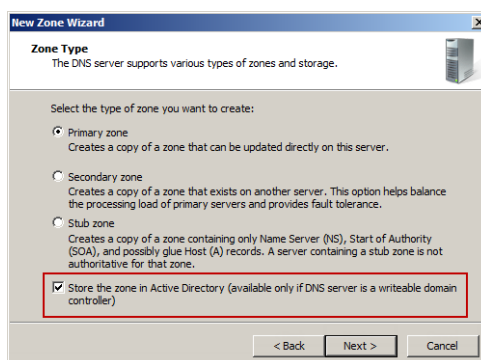 New Zone Wizard
Zone Type
The DNS server supports various types of zones and storage.
Select the type of zone you want to create:
Primary zone
Creates a copy of a zone that can be updated directly on this server.
Secondary zone
Creates a copy of a zone that exists on another server. This option helps balance
the processing load of primary servers and provides fault tolerance.
Stub zone
Creates a copy of a zone containing only Name Server (NS), Start of Authority
(SOA), and possibly glue Host (A) records. A server containing a stub zone is not
authoritative for that zone.
Store the zone in Active Directory (available only if DNS server is a writeable domain
controller)
< Back Next > Cancel